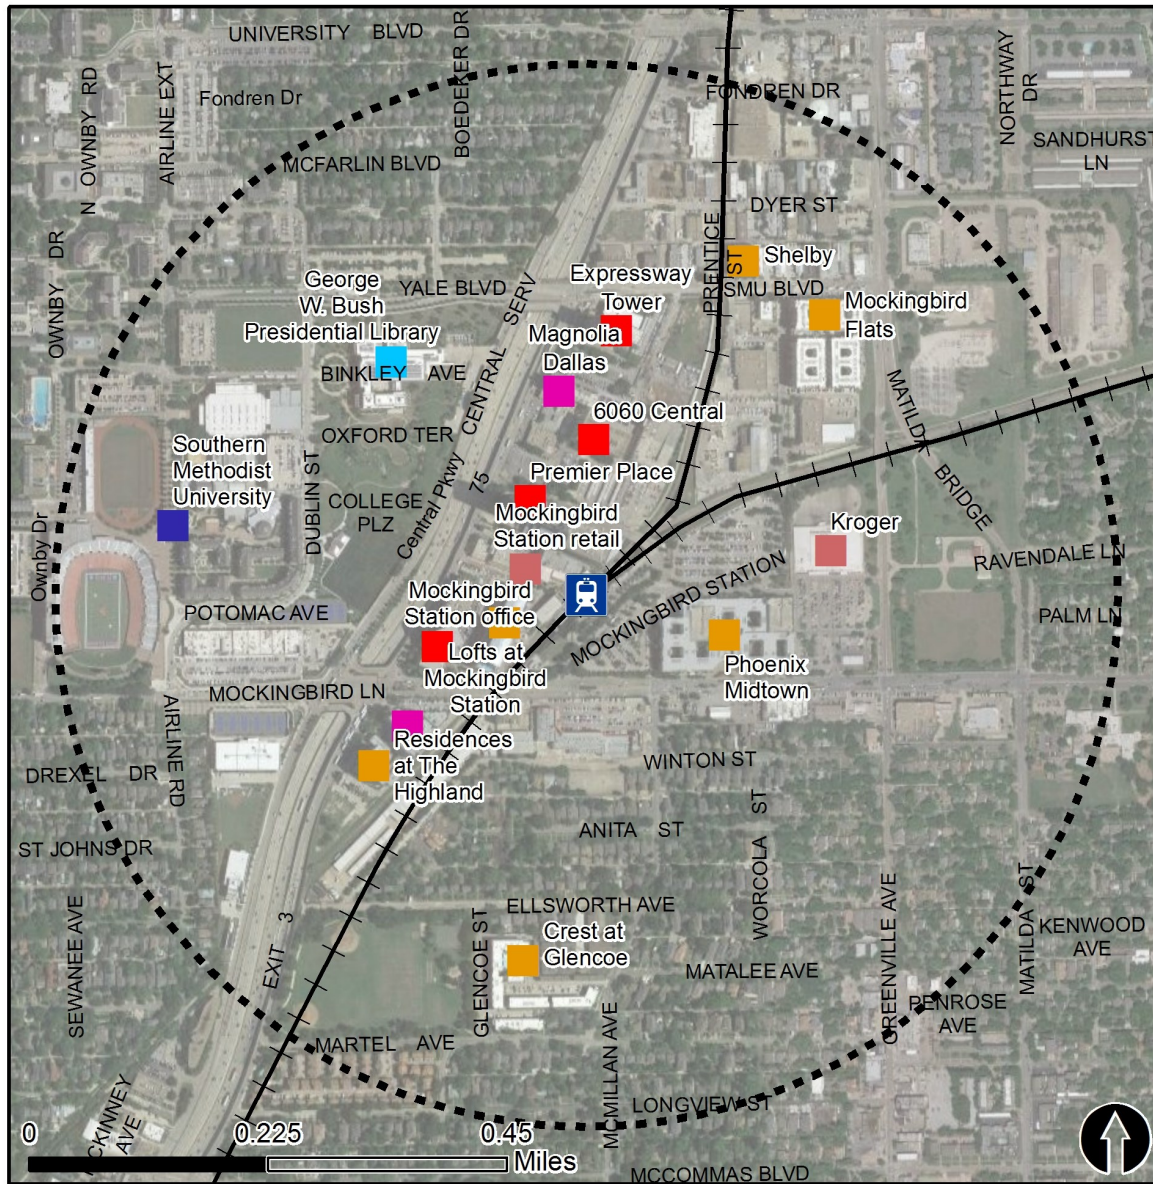 UNIVERSITY BLVD
N OWNBY RD
AIRLINE EXT
Fondren Dr
BOEDEKER DR
FONDREN DR
NORTHWAY DR
SANDHURST
LN
MCFARLIN BLVD
DYER ST
OWNBY DR
PRENTICE ST
Shelby
George
W. Bush
Presidential Library
YALE BLVD
CENTRAL SERV
Expressway
Tower
SMU BLVD
Mockingbird
Flats
Magnolia
Dallas
BINKLEY AVE
MATILDA
BRIDGE
6060 Central
Southern
Methodist
University
OXFORD TER
Central Pkwy
75
Premier Place
DUBLIN ST
COLLEGE
PLZ
Mockingbird
Station retail
Kroger
Ownby Dr
RAVENDALE LN
MOCKINGBIRD STATION
Mockingbird
Station office
POTOMAC AVE
PALM LN
Lofts at
Mockingbird
Station
Phoenix
Midtown
MOCKINGBIRD LN
AIRLINE RD
Residences
at The
Highland
WINTON ST
DREXEL DR
ANITA ST
WORCOLA ST
ST JOHNS DR
ELLSWORTH AVE
GREENVILLE AVE
MATILDA ST
KENWOOD
AVE
SEWANEE AVE
EXIT 3
GLENCOE ST
Crest at
Glencoe
MATALEE AVE
PENROSE
AVE
MARTEL AVE
MCMILLAN AVE
LONGVIEW ST
MCKINNEY
AVE
0 0.225 0.45
Miles
MCCOMMAS BLVD